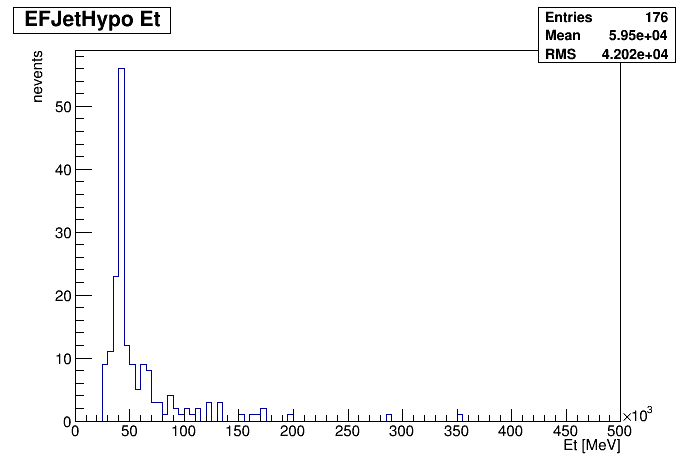 EFJetHypo Et
Entries 176
Mean 5.95e+04
RMS 4.202e+04
nevents
50
40
30
20
10
0
0 50 100 150 200 250 300 350 400 450 500
×10³
Et [MeV]